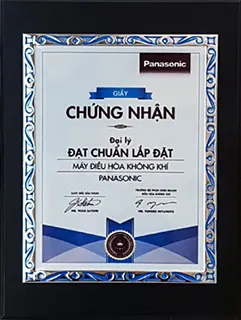 Panasonic
GIẤY
CHỨNG NHẬN
Đại lý
ĐẠT CHUẨN LẮP ĐẶT
MÁY ĐIỀU HÒA KHÔNG KHÍ
PANASONIC